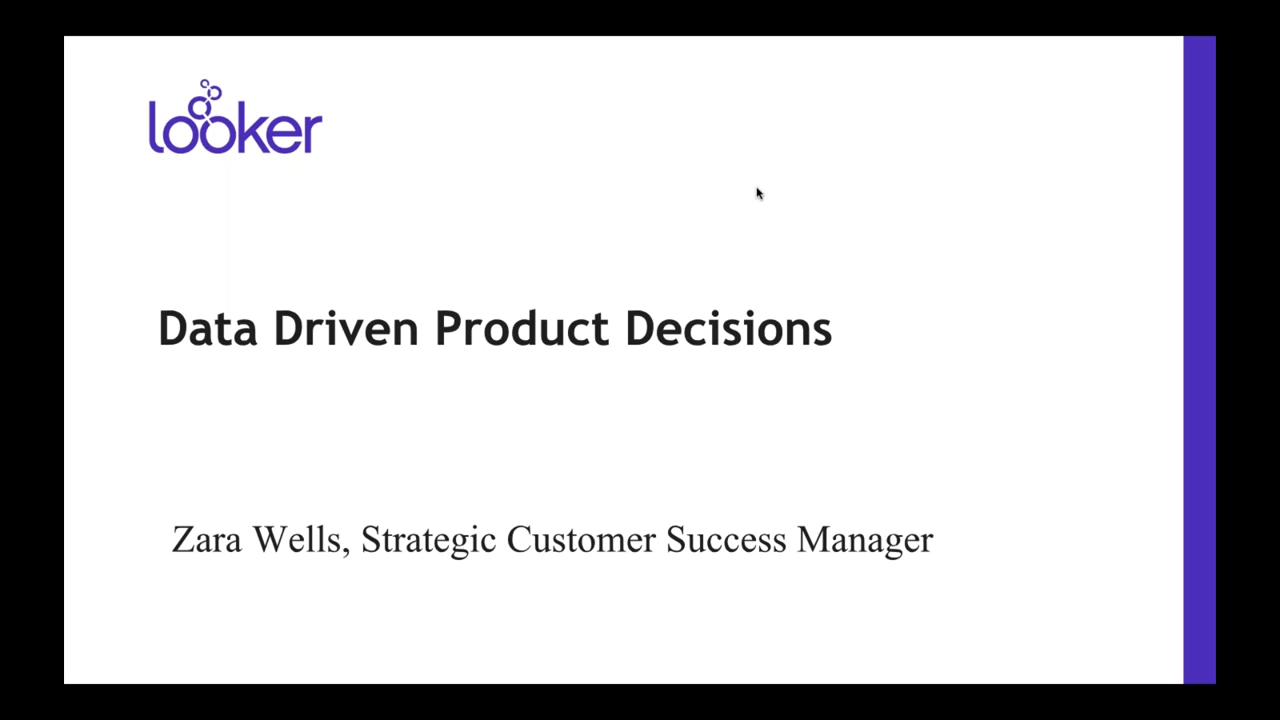 looker
Data Driven Product Decisions
Zara Wells, Strategic Customer Success Manager